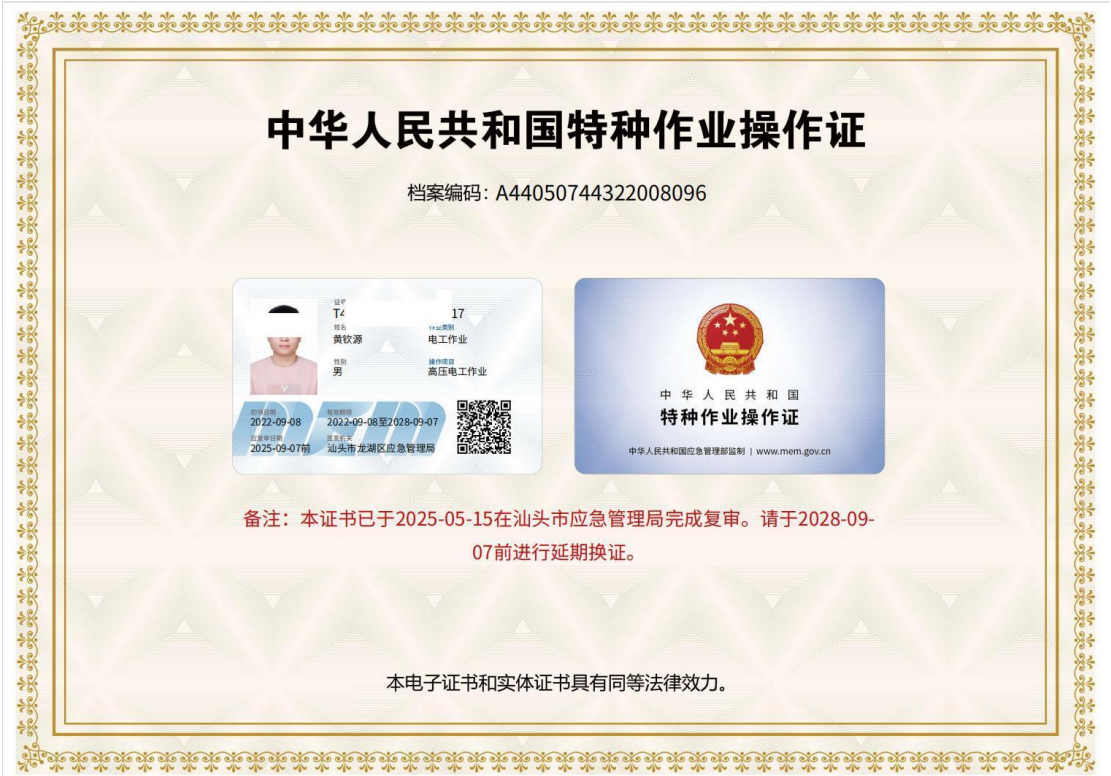 中华人民共和国特种作业操作证
档案编码：A44050744322008096
T4 17
姓名
黄钦源 电工作业
性别 操作项目
男 高压电工作业
初领日期 有效期限
2022-09-08 2022-09-08至2028-09-07
应复审日期 签发机关
2025-09-07前 汕头市龙湖区应急管理局
中华人民共和国
特种作业操作证
中华人民共和国应急管理部监制 | www.mem.gov.cn
备注：本证书已于2025-05-15在汕头市应急管理局完成复审。请于2028-09-
07前进行延期换证。
本电子证书和实体证书具有同等法律效力。